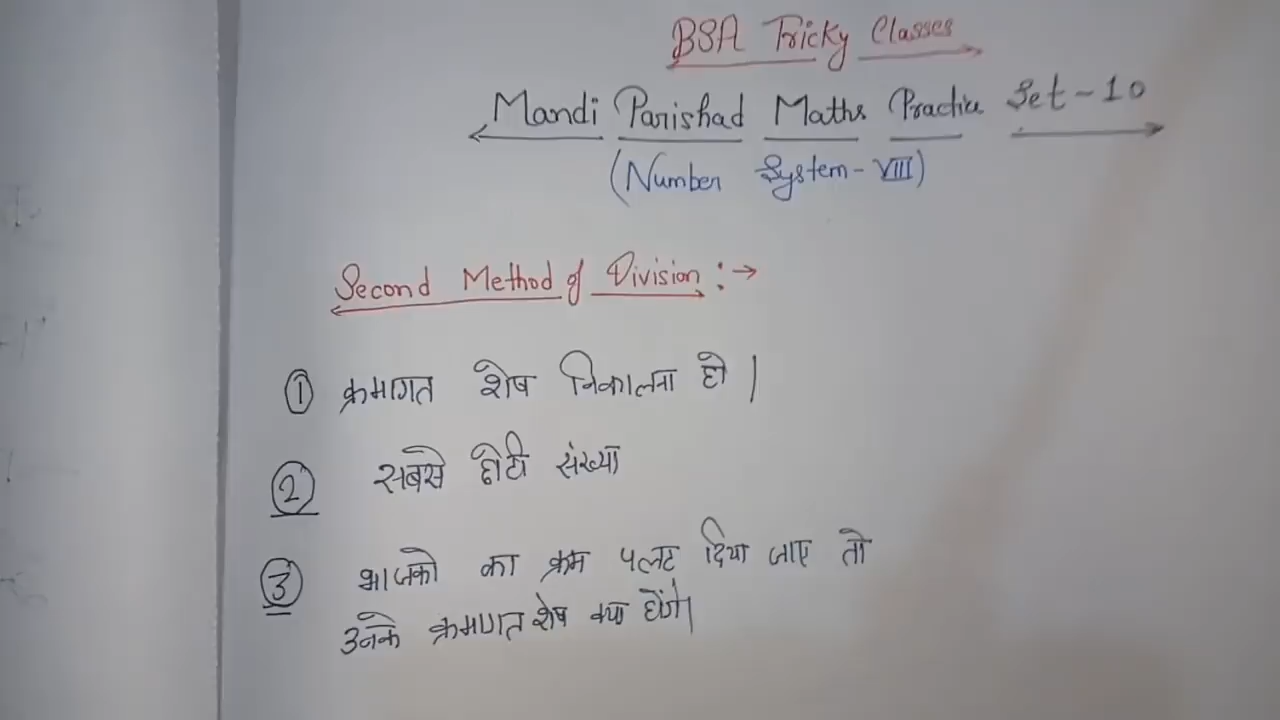 BSA Tricky Classes
Mandi Parishad Maths Practice Set-10
(Number System-VIII)
Second Method of Division :→
① क्रमागत शेष निकालना हो |
② सबसे छोटी संख्या
③ भाजको का क्रम पलट दिया जाए तो
उनके क्रमागत शेष क्या होंगे|